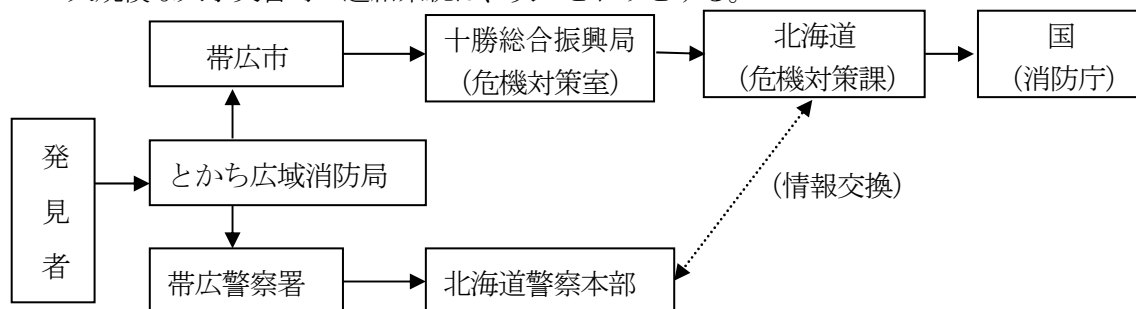 帯広市
十勝総合振興局
(危機対策室)
北海道
(危機対策課)
国
(消防庁)
発見者
とかち広域消防局
(情報交換)
帯広警察署
北海道警察本部